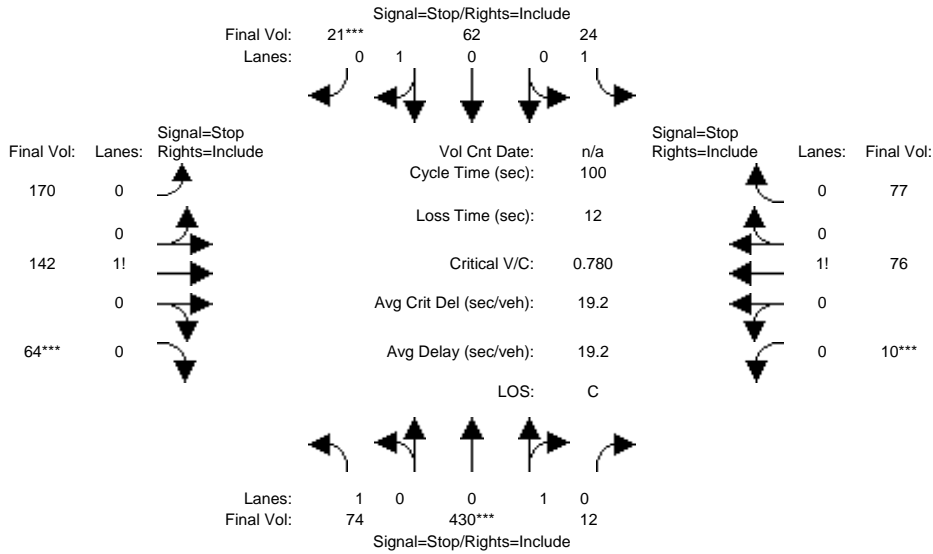 Signal=Stop/Rights=Include
Final Vol: 21*** 62 24
Lanes: 0 1 0 0 1
Signal=Stop
Final Vol: Lanes: Rights=Include
Vol Cnt Date: n/a
Signal=Stop
Rights=Include Lanes: Final Vol:
Cycle Time (sec): 100
170 0
0 77
Loss Time (sec): 12
0
0
142 1!
Critical V/C: 0.780
1! 76
0
Avg Crit Del (sec/veh): 19.2
0
64*** 0
Avg Delay (sec/veh): 19.2
0 10***
LOS: C
Lanes: 1 0 0 1 0
Final Vol: 74 430*** 12
Signal=Stop/Rights=Include